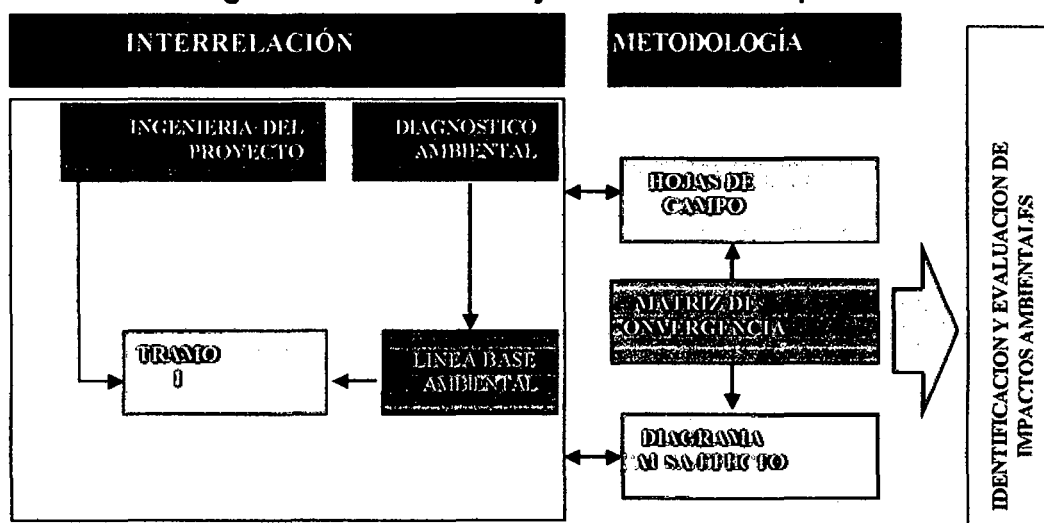 INTERRELACIÓN
METODOLOGÍA
INGENIERIA DEL
PROYECTO
DIAGNOSTICO
AMBIENTAL
HOJAS DE
CAMPO
MATRIZ DE
ONVERGENCIA
TRAMO
I
LINEA BASE
AMBIENTAL
DIAGRAMA
IDENTIFICACION Y EVALUACION DE
IMPACTOS AMBIENTALES